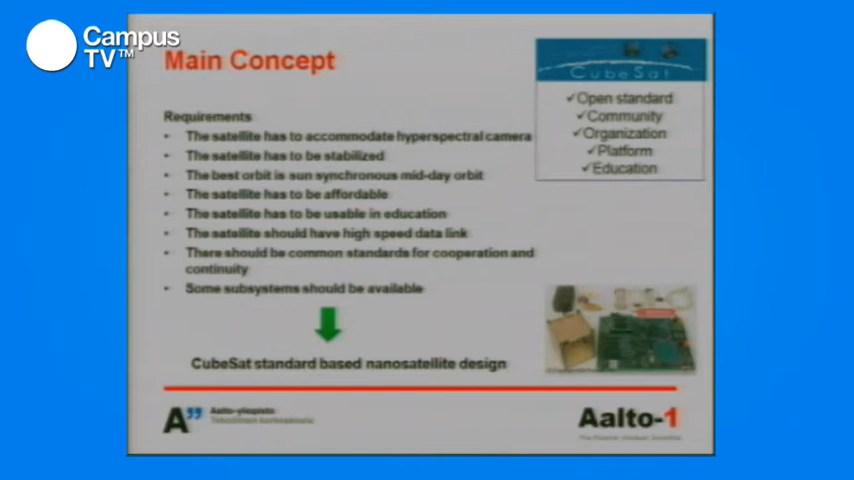 Campus
TV™
Main Concept
CubeSat
✓Open standard
✓Community
✓Organization
✓Platform
✓Education
Requirements
• The satellite has to accommodate hyperspectral camera
• The satellite has to be stabilized
• The best orbit is sun synchronous mid-day orbit
• The satellite has to be affordable
• The satellite has to be usable in education
• The satellite should have high speed data link
• There should be common standards for cooperation and
continuity
• Some subsystems should be available
CubeSat standard based nanosatellite design
A”
Aalto-yliopisto
Teknillinen korkeakoulu
Aalto-1